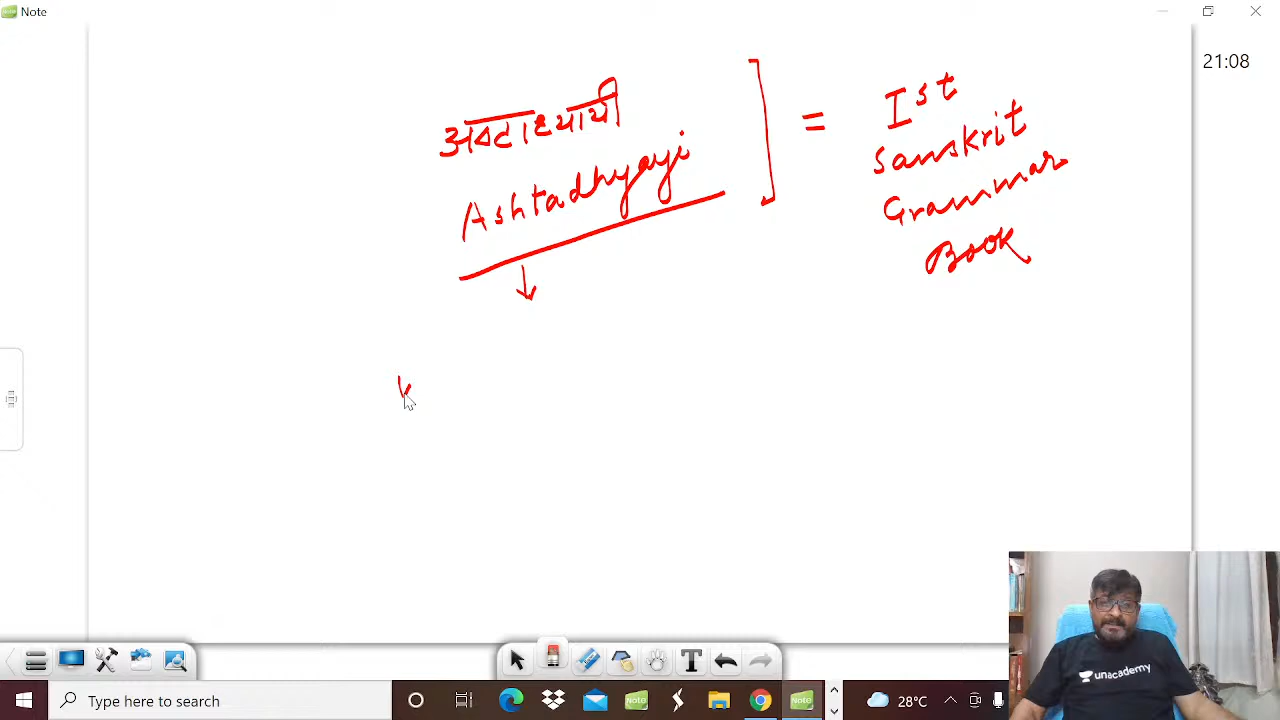 Note
21:08
अष्टाध्यायी
Ashtadhyayi
] = Ist
Sanskrit
Grammar
Book
unacademy
Type here to search
28°C